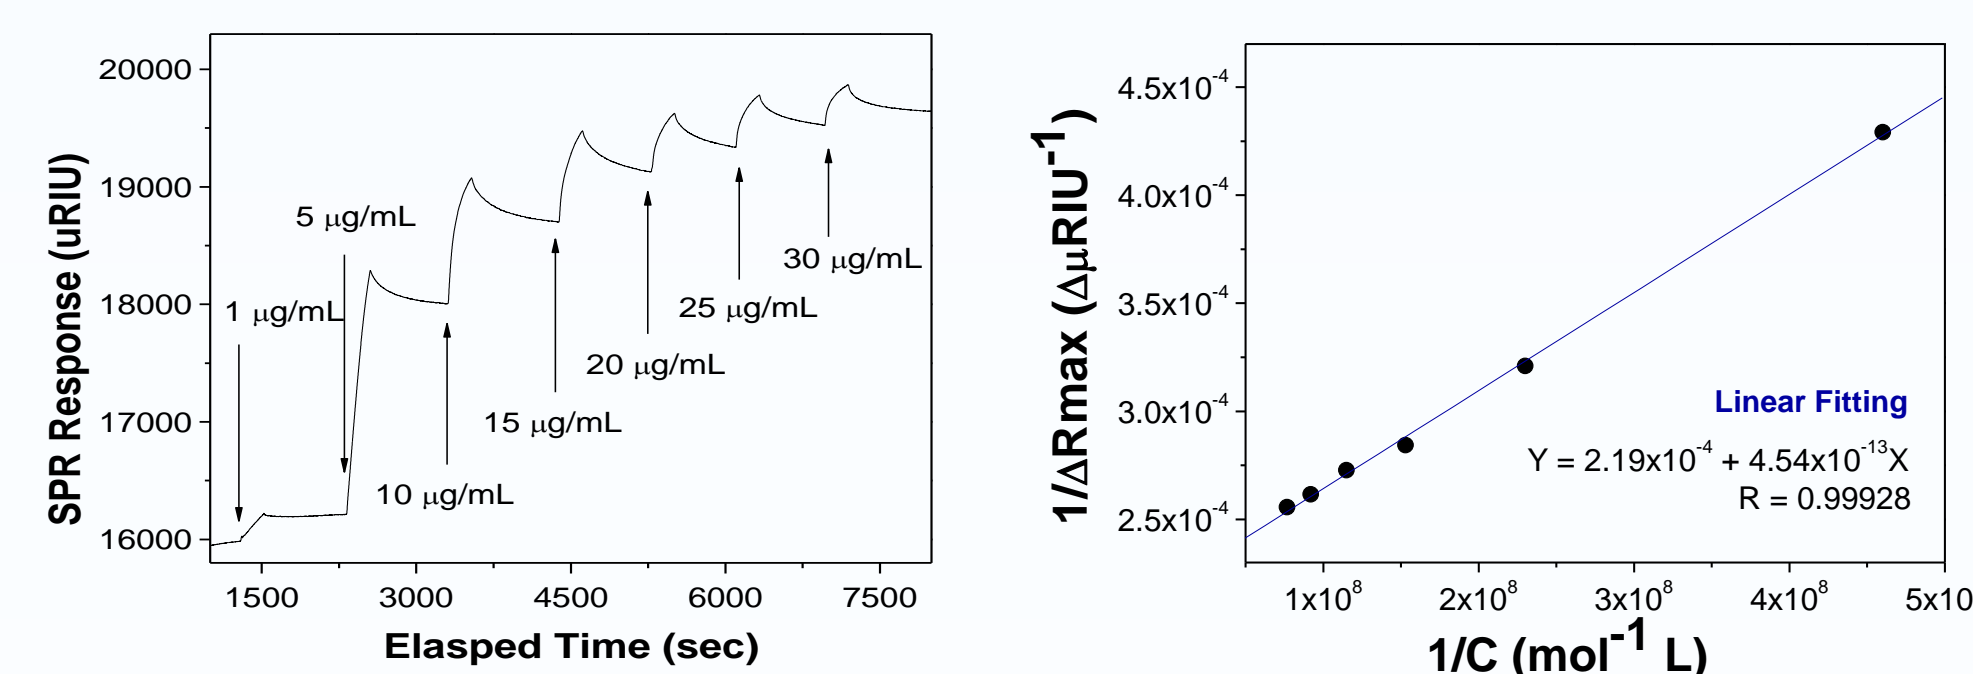 20000
19000
18000
17000
16000
SPR Response (uRIU)
1 μg/mL
5 μg/mL
10 μg/mL
15 μg/mL
20 μg/mL
25 μg/mL
30 μg/mL
1500 3000 4500 6000 7500
Elasped Time (sec)
4.5x10⁻⁴
4.0x10⁻⁴
3.5x10⁻⁴
3.0x10⁻⁴
2.5x10⁻⁴
1/ΔRmax (ΔμRIU⁻¹)
Linear Fitting
Y = 2.19x10⁻⁴ + 4.54x10⁻¹³X
R = 0.99928
1x10⁸ 2x10⁸ 3x10⁸ 4x10⁸ 5x10
1/C (mol⁻¹ L)